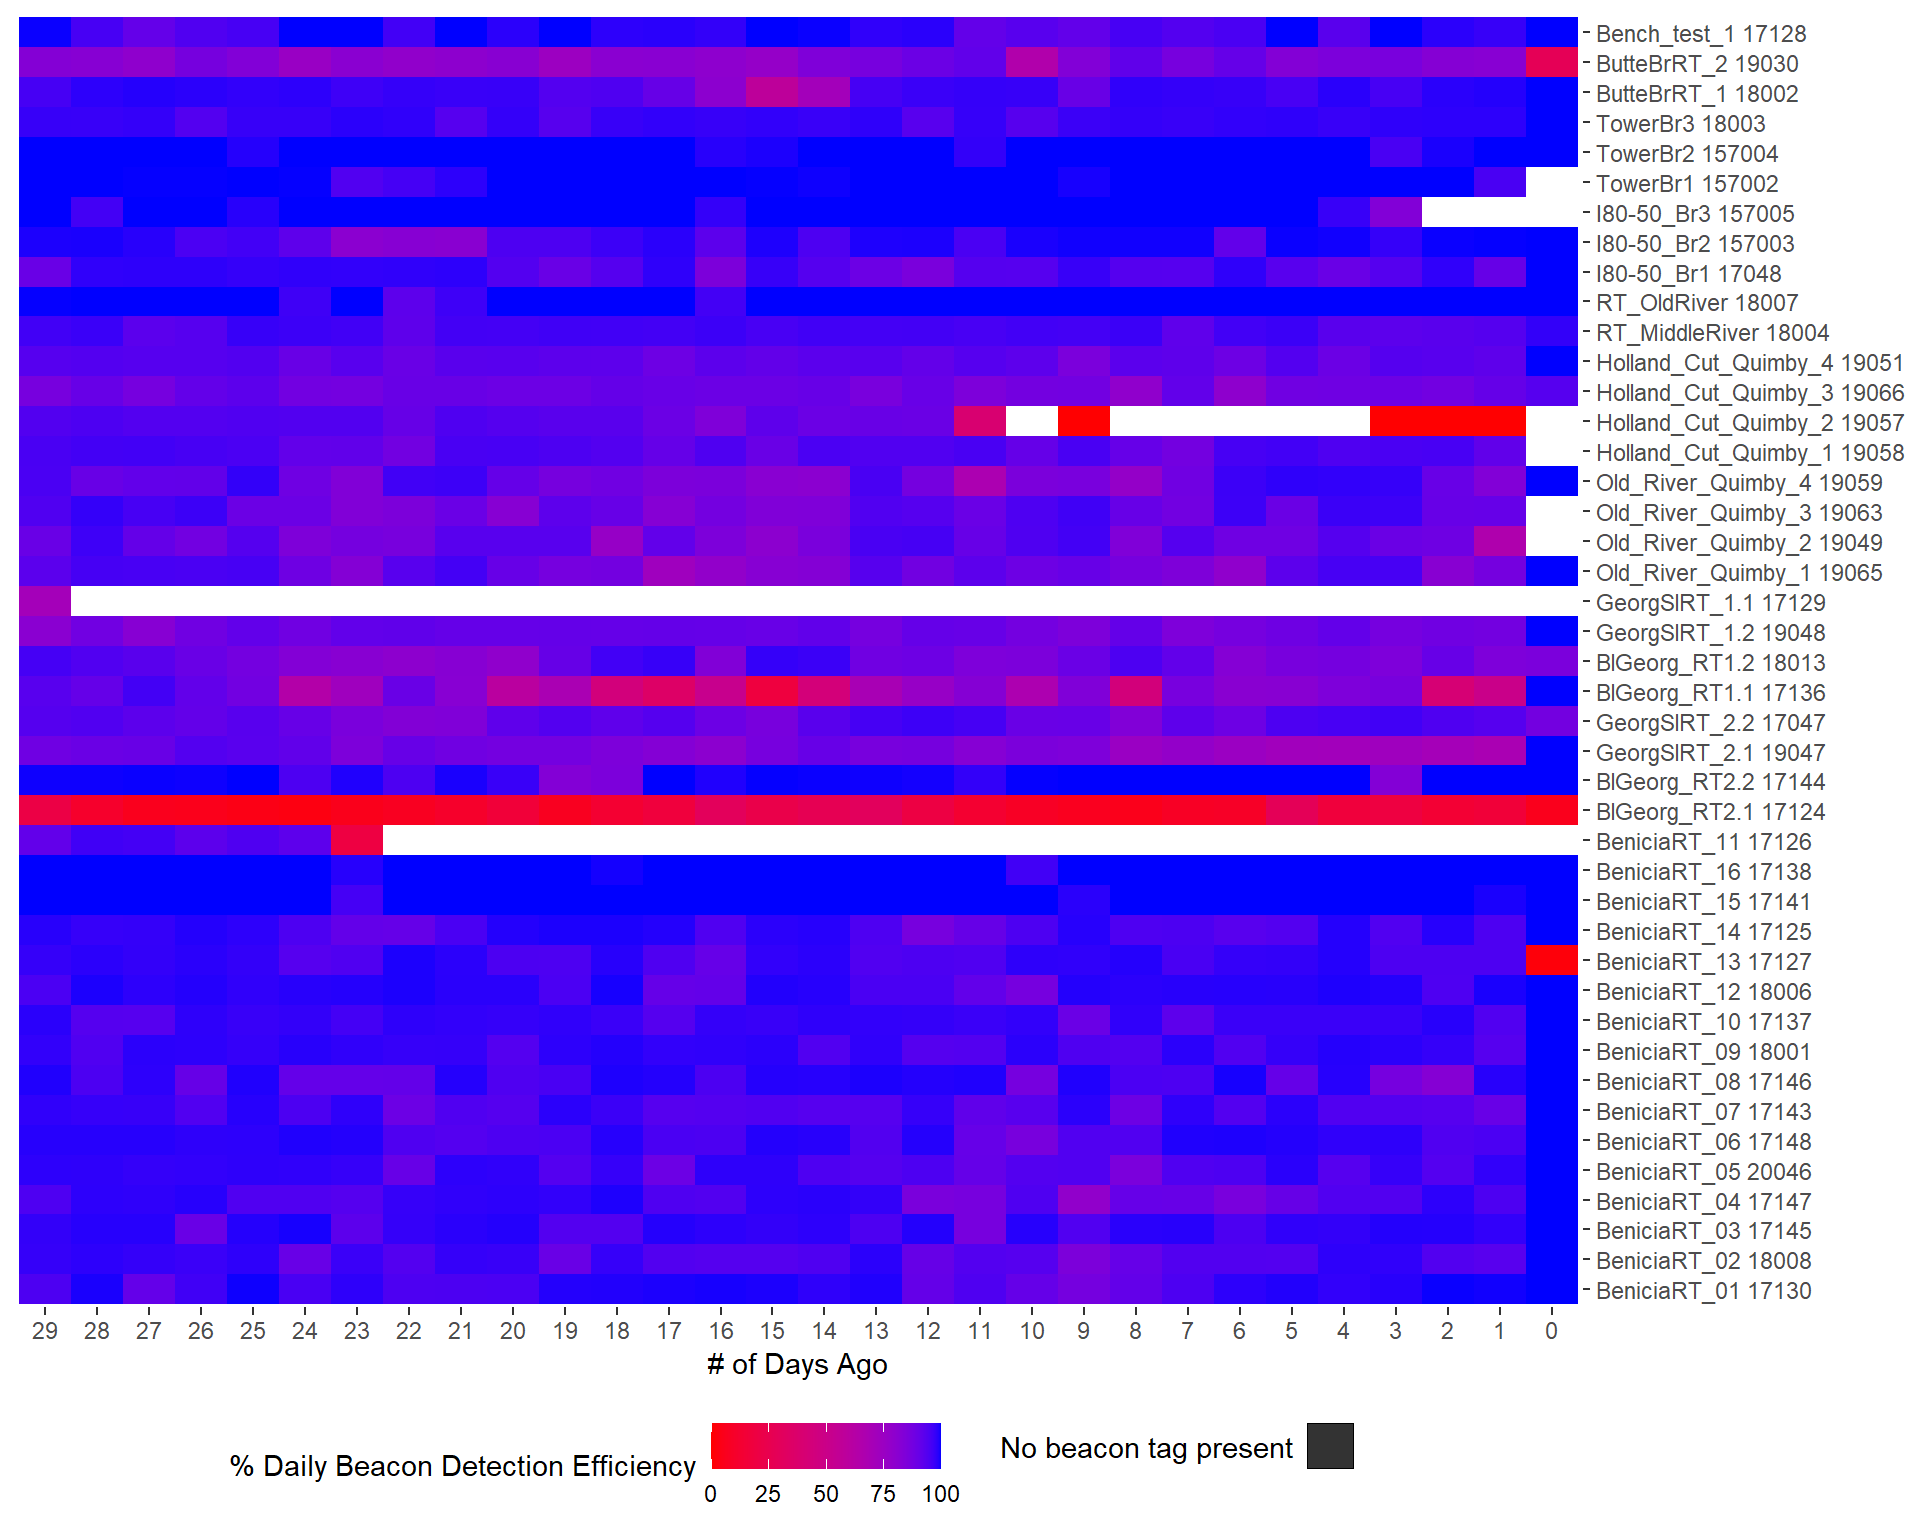 Bench_test_1 17128
ButteBrRT_2 19030
ButteBrRT_1 18002
TowerBr3 18003
TowerBr2 157004
TowerBr1 157002
I80-50_Br3 157005
I80-50_Br2 157003
I80-50_Br1 17048
RT_OldRiver 18007
RT_MiddleRiver 18004
Holland_Cut_Quimby_4 19051
Holland_Cut_Quimby_3 19066
Holland_Cut_Quimby_2 19057
Holland_Cut_Quimby_1 19058
Old_River_Quimby_4 19059
Old_River_Quimby_3 19063
Old_River_Quimby_2 19049
Old_River_Quimby_1 19065
GeorgSlRT_1.1 17129
GeorgSlRT_1.2 19048
BlGeorg_RT1.2 18013
BlGeorg_RT1.1 17136
GeorgSlRT_2.2 17047
GeorgSlRT_2.1 19047
BlGeorg_RT2.2 17144
BlGeorg_RT2.1 17124
BeniciaRT_11 17126
BeniciaRT_16 17138
BeniciaRT_15 17141
BeniciaRT_14 17125
BeniciaRT_13 17127
BeniciaRT_12 18006
BeniciaRT_10 17137
BeniciaRT_09 18001
BeniciaRT_08 17146
BeniciaRT_07 17143
BeniciaRT_06 17148
BeniciaRT_05 20046
BeniciaRT_04 17147
BeniciaRT_03 17145
BeniciaRT_02 18008
BeniciaRT_01 17130
29 28 27 26 25 24 23 22 21 20 19 18 17 16 15 14 13 12 11 10 9 8 7 6 5 4 3 2 1 0
# of Days Ago
% Daily Beacon Detection Efficiency
0 25 50 75 100
No beacon tag present